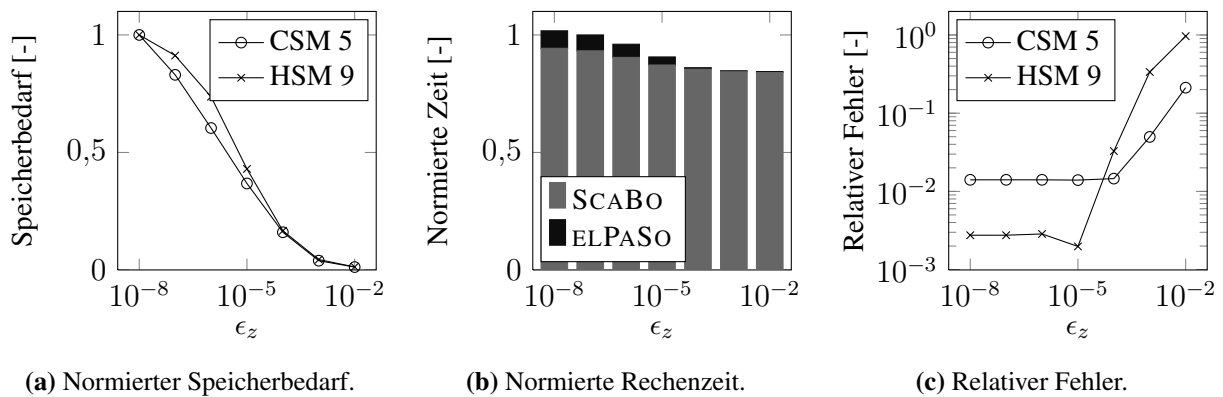 Speicherbedarf [-]
1
0,5
0
CSM 5
HSM 9
10^-8
10^-5
10^-2
ϵ_z
(a) Normierter Speicherbedarf.
Normierte Zeit [-]
1
0,5
0
SCABO
ELPASO
10^-8
10^-5
10^-2
ϵ_z
(b) Normierte Rechenzeit.
Relativer Fehler [-]
10^0
10^-1
10^-2
10^-3
CSM 5
HSM 9
10^-8
10^-5
10^-2
ϵ_z
(c) Relativer Fehler.